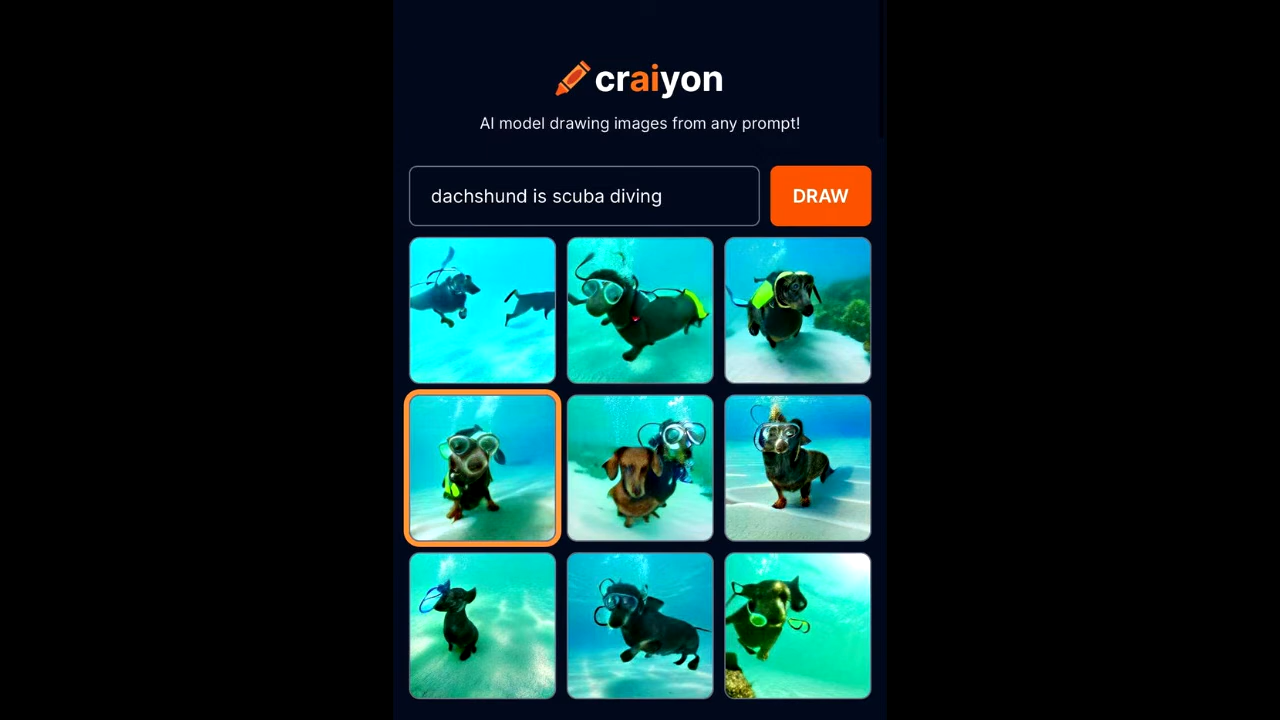 craiyon
AI model drawing images from any prompt!
dachshund is scuba diving
DRAW